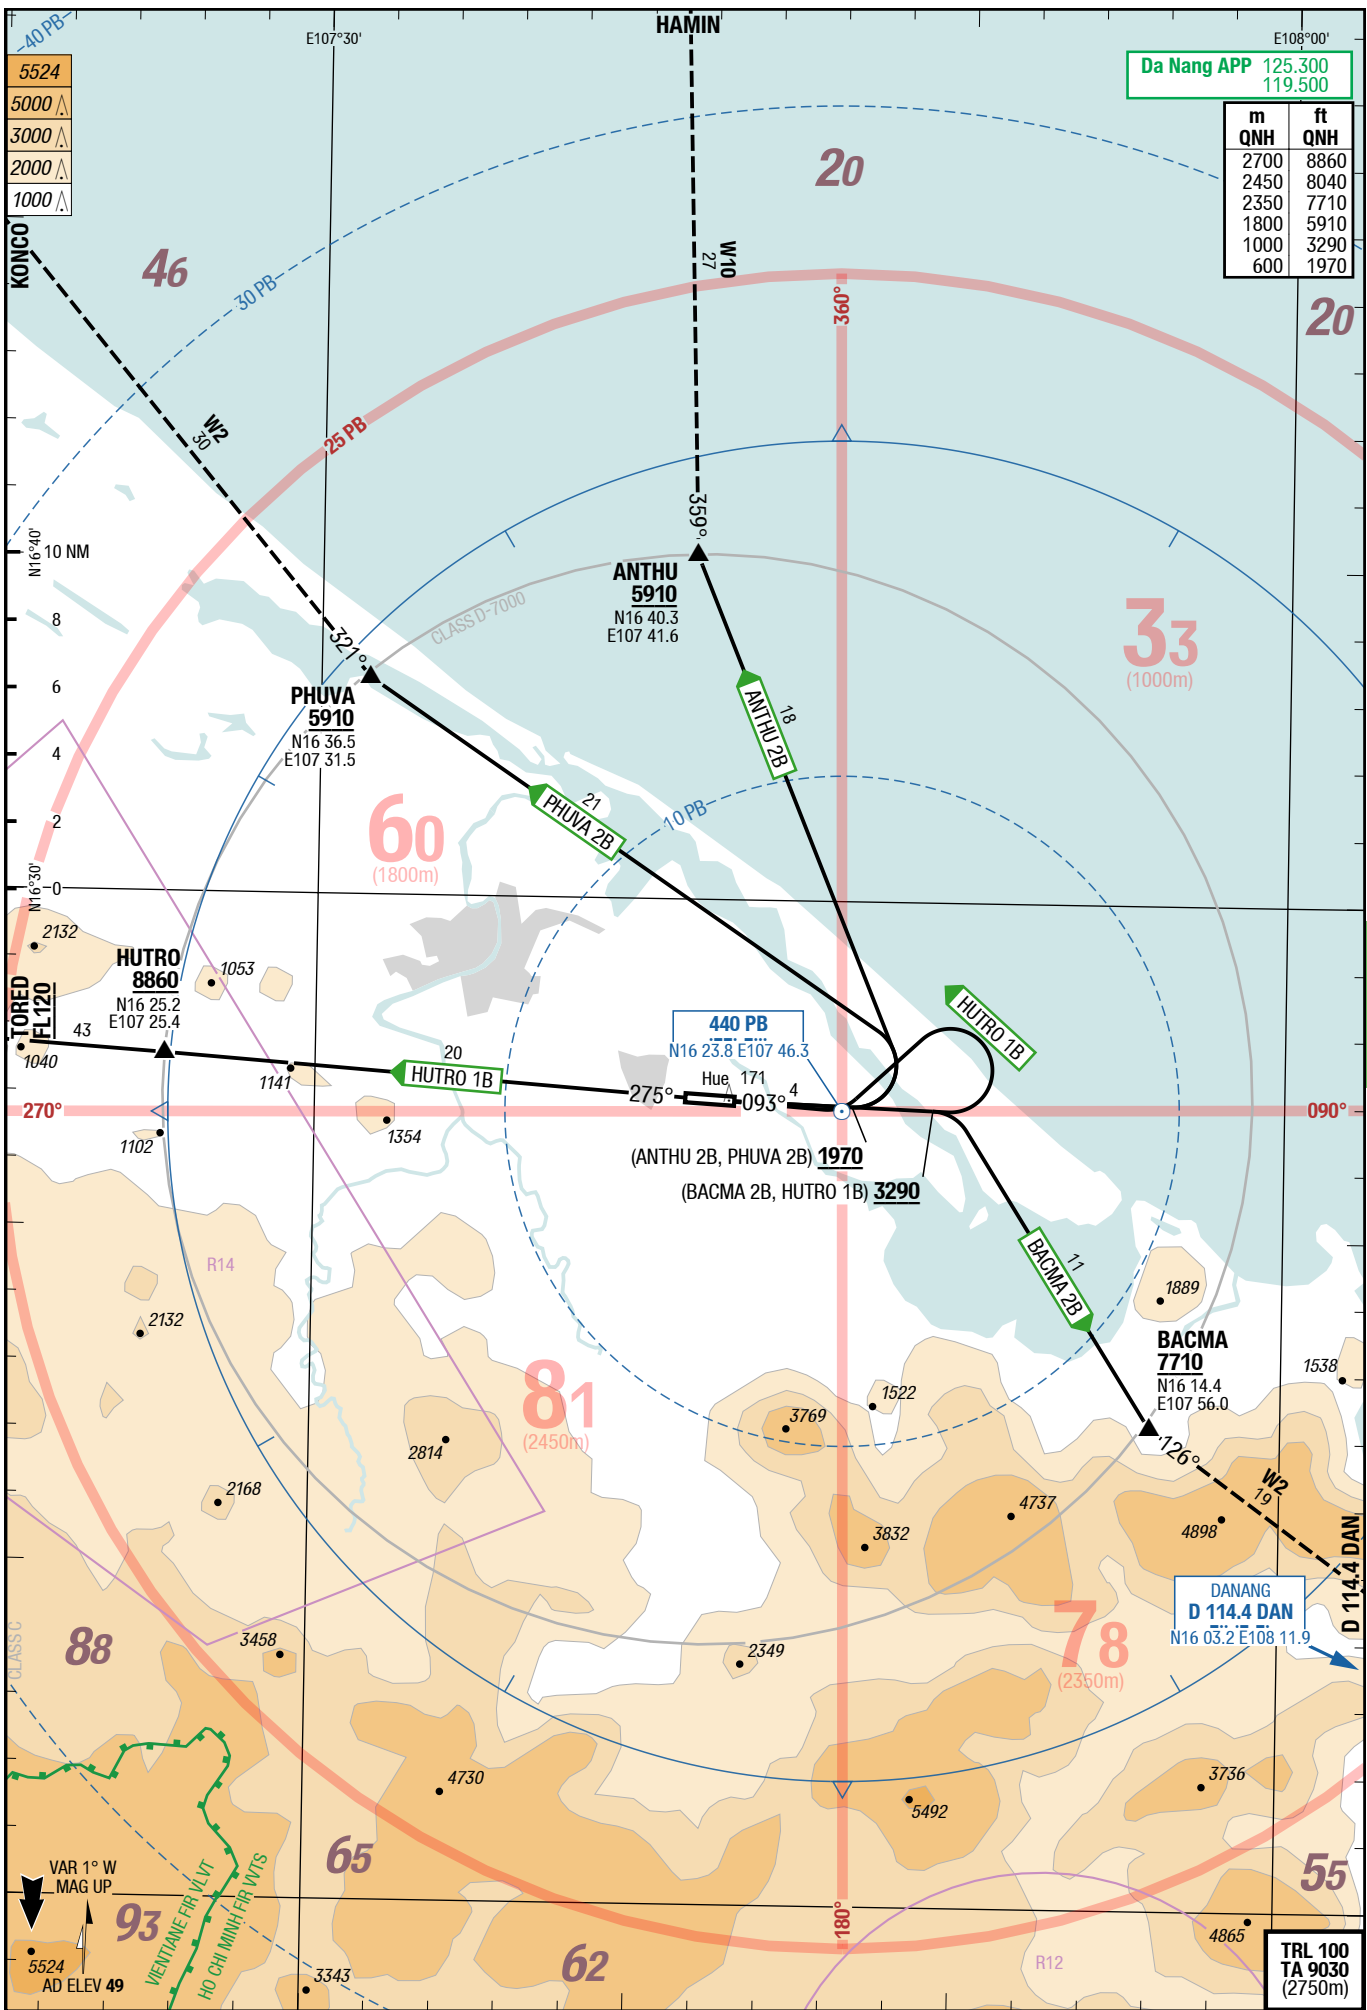 HAMIN
40 PB
E107°30'
E108°00'
5524
5000
3000
2000
1000
Da Nang APP 125.300
119.500
m ft
QNH QNH
2700 8860
2450 8040
2350 7710
1800 5910
1000 3290
600 1970
20
KONCO
46
30 PB
W10
27
360°
20
W2
30
25 PB
359°
N16°40'
10 NM
8
6
4
2
0
N16°30'
ANTHU
5910
N16 40.3
E107 41.6
CLASS D-7000
33
(1000m)
321°
PHUVA
5910
N16 36.5
E107 31.5
ANTHU 2B
18
60
(1800m)
21
PHUVA 2B
10 PB
2132
HUTRO
8860
N16 25.2
E107 25.4
1053
TORED
FL120
43
1040
1141
20
HUTRO 1B
440 PB
N16 23.8 E107 46.3
HUTRO 1B
Hue 171
4
275°
093°
270°
090°
1102
1354
(ANTHU 2B, PHUVA 2B) 1970
(BACMA 2B, HUTRO 1B) 3290
R14
2132
BACMA 2B
11
1889
BACMA
7710
N16 14.4
E107 56.0
1538
81
(2450m)
1522
3769
2814
126°
W2
19
2168
4737
4898
3832
D 114.4 DAN
DANANG
D 114.4 DAN
N16 03.2 E108 11.9
CLASS C
88
3458
2349
78
(2350m)
4730
5492
3736
65
55
VAR 1° W
MAG UP
93
VIENTIANE FIR VLVT
HO CHI MINH FIR VVTS
180°
4865
5524
AD ELEV 49
3343
62
R12
TRL 100
TA 9030
(2750m)